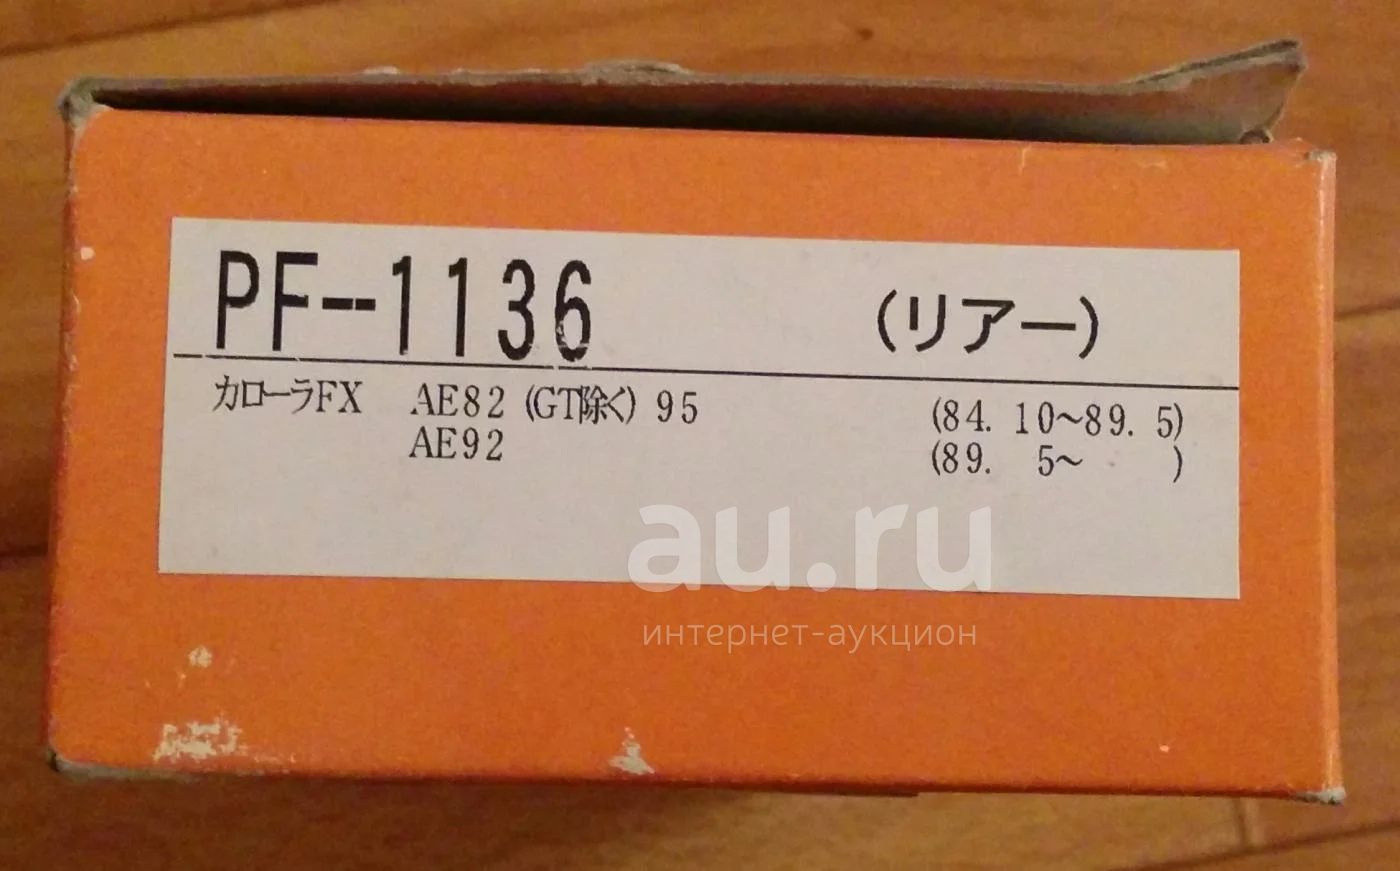 PF-1136 (リアー)
カローラFX AE82 (GT除く) 95 (84. 10～89. 5)
AE92 (89. 5～ )
au.ru
интернет-аукцион